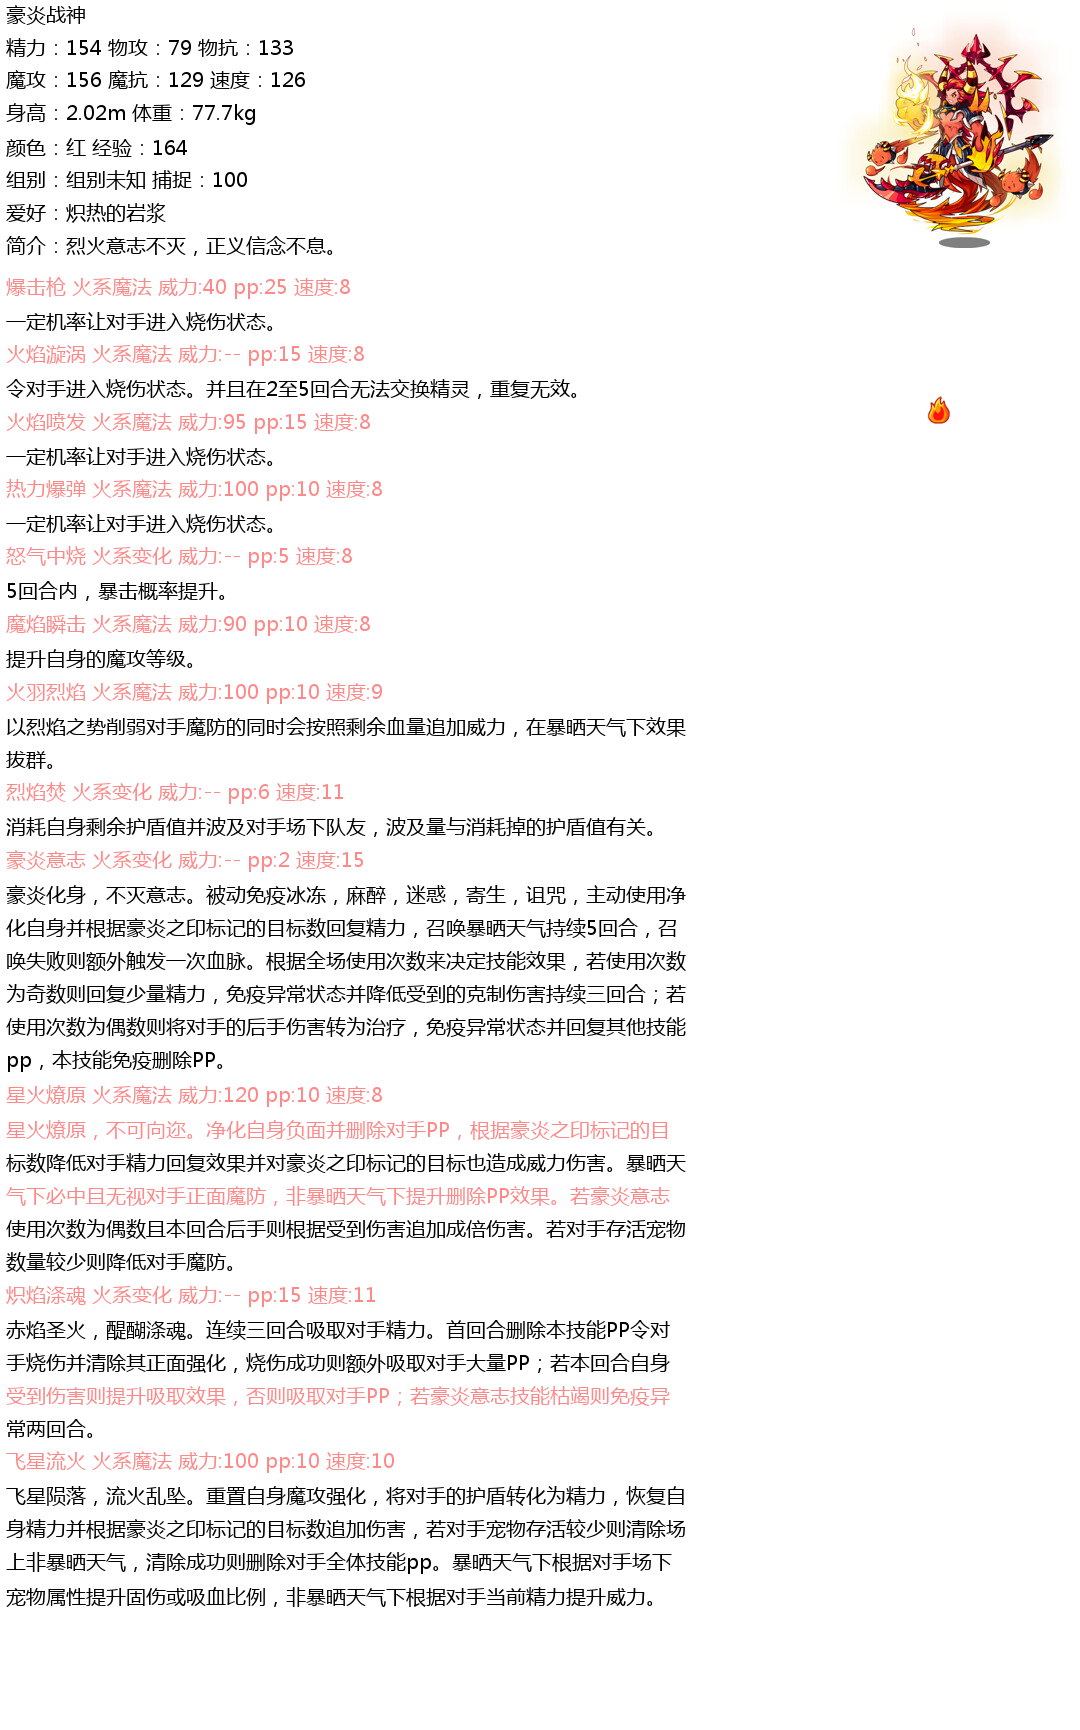 豪炎战神
精力：154 物攻：79 物抗：133
魔攻：156 魔抗：129 速度：126
身高：2.02m 体重：77.7kg
颜色：红 经验：164
组别：组别未知 捕捉：100
爱好：炽热的岩浆
简介：烈火意志不灭，正义信念不息。
爆击枪 火系魔法 威力:40 pp:25 速度:8
一定机率让对手进入烧伤状态。
火焰漩涡 火系魔法 威力:-- pp:15 速度:8
令对手进入烧伤状态。并且在2至5回合无法交换精灵，重复无效。
火焰喷发 火系魔法 威力:95 pp:15 速度:8
一定机率让对手进入烧伤状态。
热力爆弹 火系魔法 威力:100 pp:10 速度:8
一定机率让对手进入烧伤状态。
怒气中烧 火系变化 威力:-- pp:5 速度:8
5回合内，暴击概率提升。
魔焰瞬击 火系魔法 威力:90 pp:10 速度:8
提升自身的魔攻等级。
火羽烈焰 火系魔法 威力:100 pp:10 速度:9
以烈焰之势削弱对手魔防的同时会按照剩余血量追加威力，在暴晒天气下效果
拔群。
烈焰焚 火系变化 威力:-- pp:6 速度:11
消耗自身剩余护盾值并波及对手场下队友，波及量与消耗掉的护盾值有关。
豪炎意志 火系变化 威力:-- pp:2 速度:15
豪炎化身，不灭意志。被动免疫冰冻，麻醉，迷惑，寄生，诅咒，主动使用净
化自身并根据豪炎之印标记的目标数回复精力，召唤暴晒天气持续5回合，召
唤失败则额外触发一次血脉。根据全场使用次数来决定技能效果，若使用次数
为奇数则回复少量精力，免疫异常状态并降低受到的克制伤害持续三回合；若
使用次数为偶数则将对手的后手伤害转为治疗，免疫异常状态并回复其他技能
pp，本技能免疫删除PP。
星火燎原 火系魔法 威力:120 pp:10 速度:8
星火燎原，不可向迩。净化自身负面并删除对手PP，根据豪炎之印标记的目
标数降低对手精力回复效果并对豪炎之印标记的目标也造成威力伤害。暴晒天
气下必中且无视对手正面魔防，非暴晒天气下提升删除PP效果。若豪炎意志
使用次数为偶数且本回合后手则根据受到伤害追加成倍伤害。若对手存活宠物
数量较少则降低对手魔防。
炽焰涤魂 火系变化 威力:-- pp:15 速度:11
赤焰圣火，醍醐涤魂。连续三回合吸取对手精力。首回合删除本技能PP令对
手烧伤并清除其正面强化，烧伤成功则额外吸取对手大量PP；若本回合自身
受到伤害则提升吸取效果，否则吸取对手PP；若豪炎意志技能枯竭则免疫异
常两回合。
飞星流火 火系魔法 威力:100 pp:10 速度:10
飞星陨落，流火乱坠。重置自身魔攻强化，将对手的护盾转化为精力，恢复自
身精力并根据豪炎之印标记的目标数追加伤害，若对手宠物存活较少则清除场
上非暴晒天气，清除成功则删除对手全体技能pp。暴晒天气下根据对手场下
宠物属性提升固伤或吸血比例，非暴晒天气下根据对手当前精力提升威力。